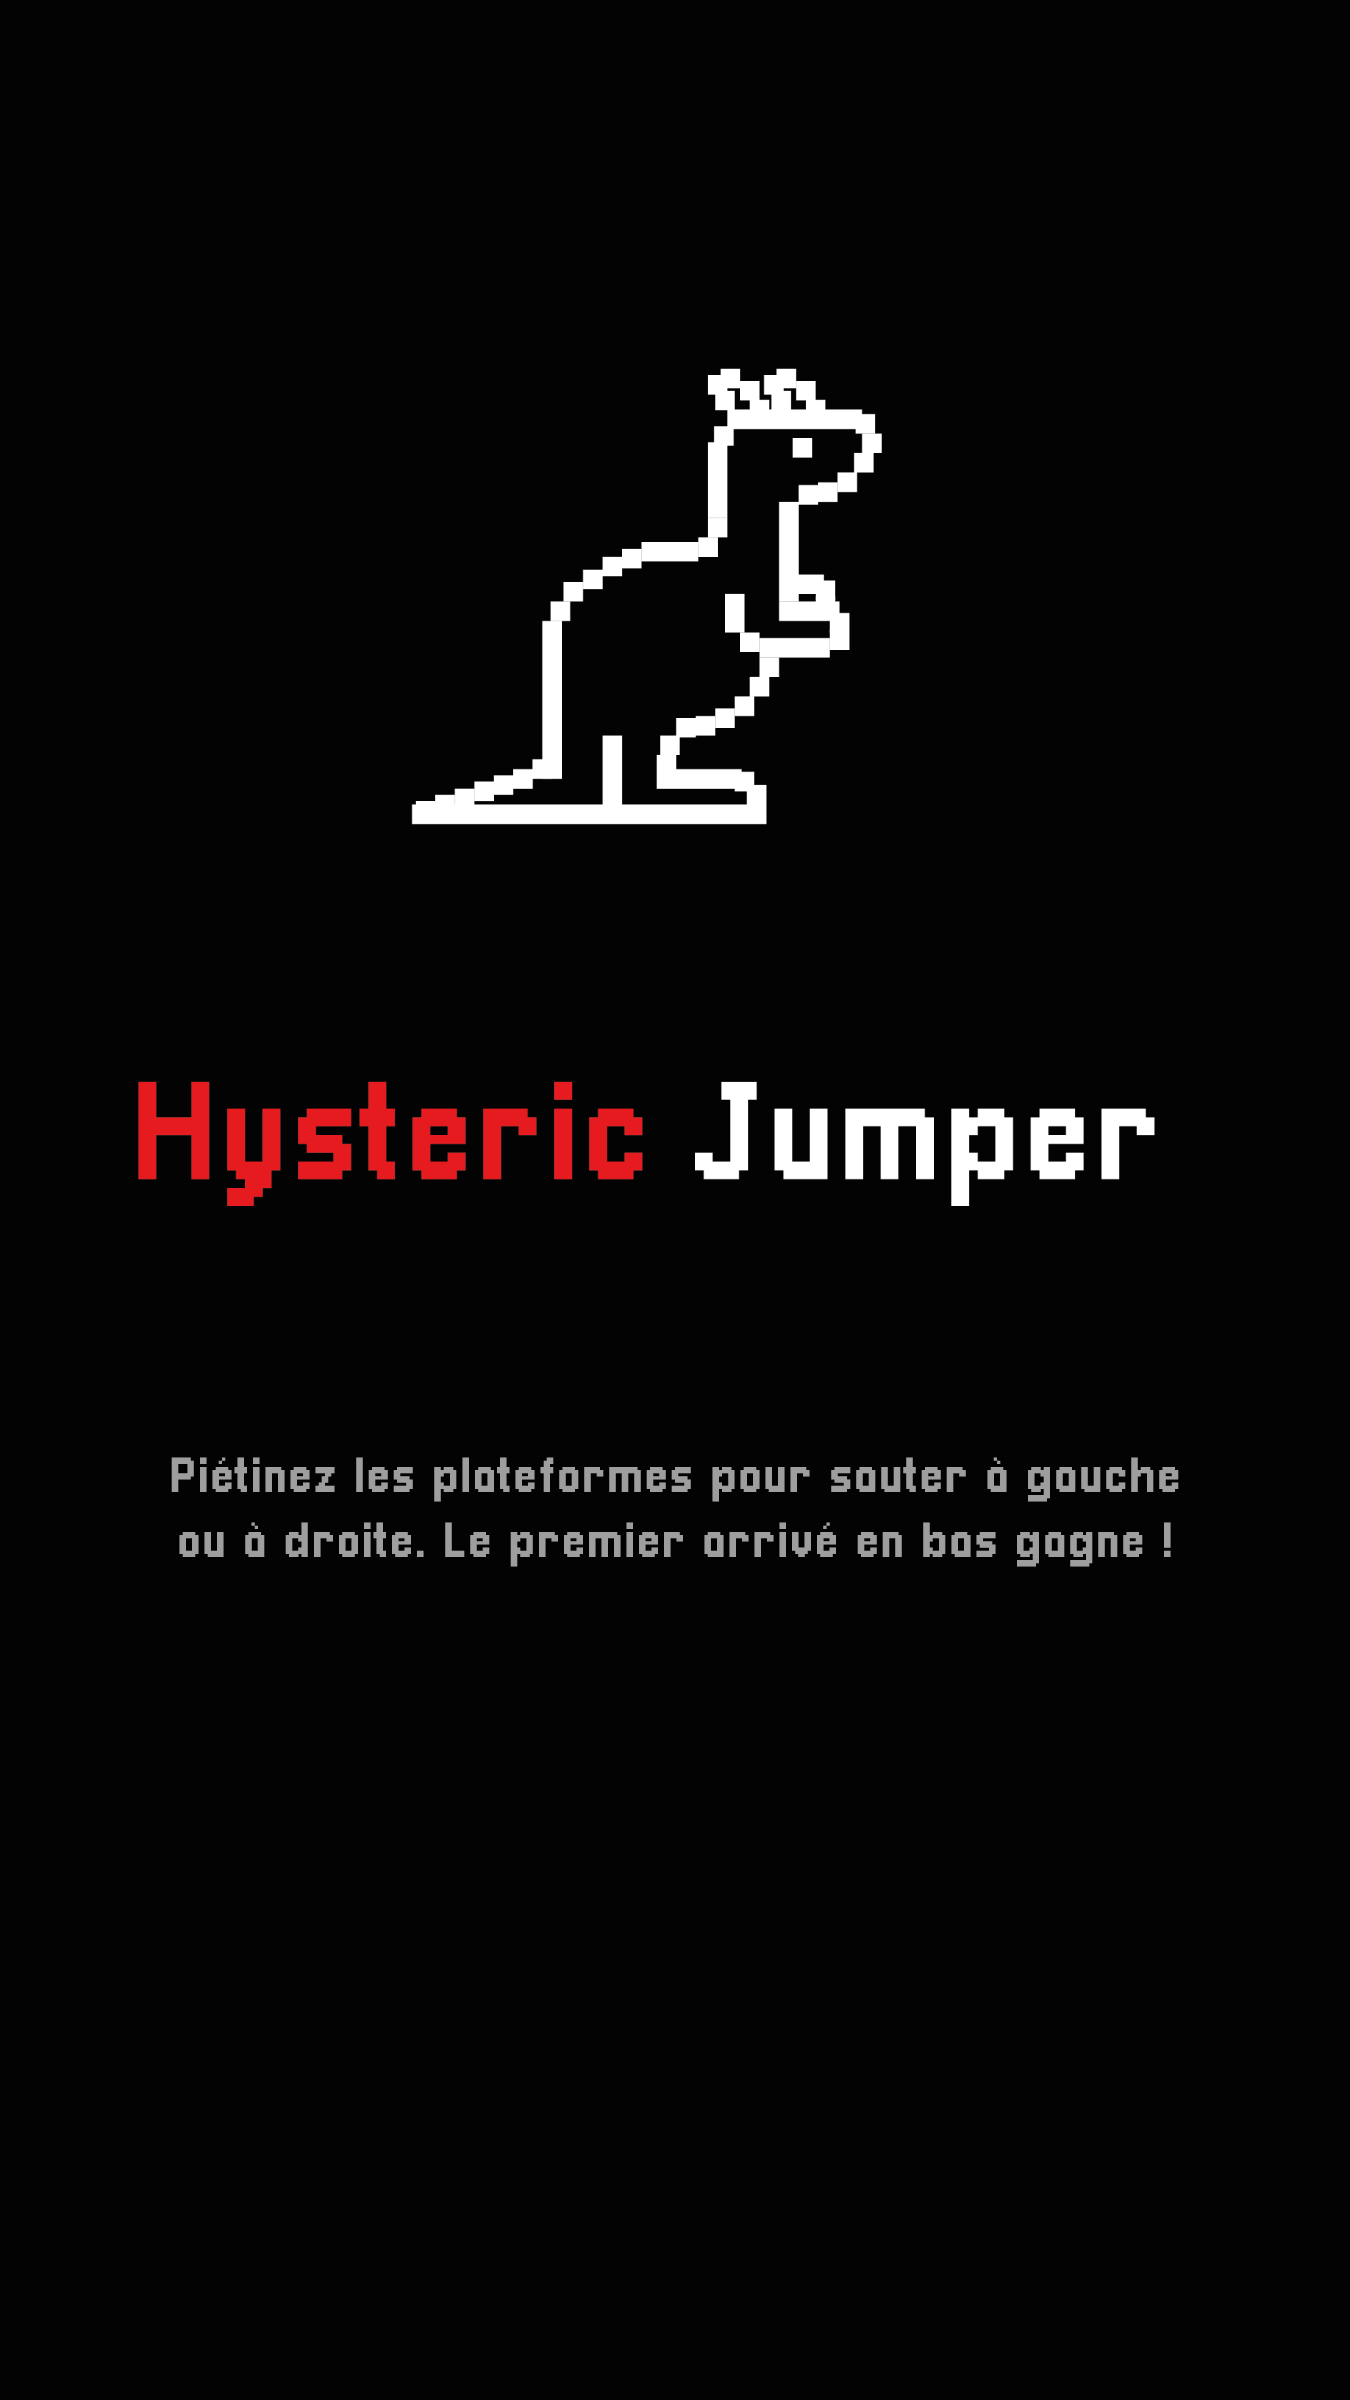 Hysteric Jumper
Piétinez les plateformes pour sauter à gauche
ou à droite. Le premier arrivé en bas gagne !